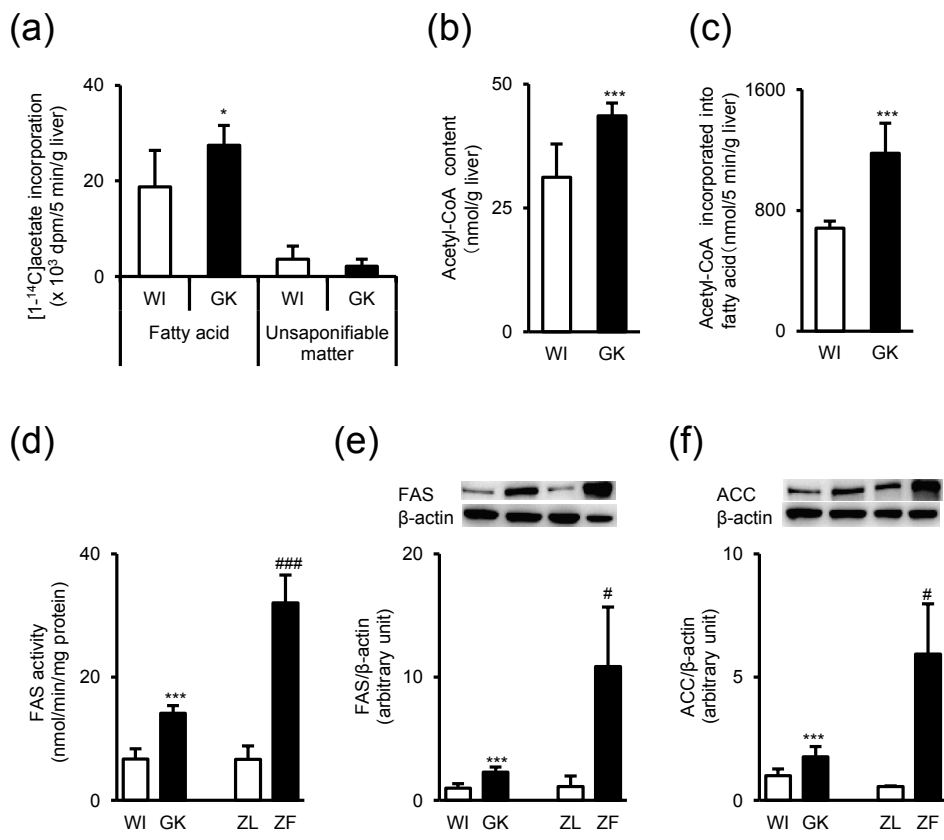 (a)
[1-¹⁴C]acetate incorporation
(x 10³ dpm/5 min/g liver)
40
20
0
*
WI GK WI GK
Fatty acid Unsaponifiable
matter
(b)
Acetyl-CoA content
(nmol/g liver)
50
25
0
***
WI GK
(c)
Acetyl-CoA incorporated into
fatty acid (nmol/5 min/g liver)
1600
800
0
***
WI GK
(d)
FAS activity
(nmol/min/mg protein)
40
20
0
***
###
WI GK ZL ZF
(e)
FAS
β-actin
FAS/β-actin
(arbitrary unit)
20
10
0
***
#
WI GK ZL ZF
(f)
ACC
β-actin
ACC/β-actin
(arbitrary unit)
10
5
0
***
#
WI GK ZL ZF